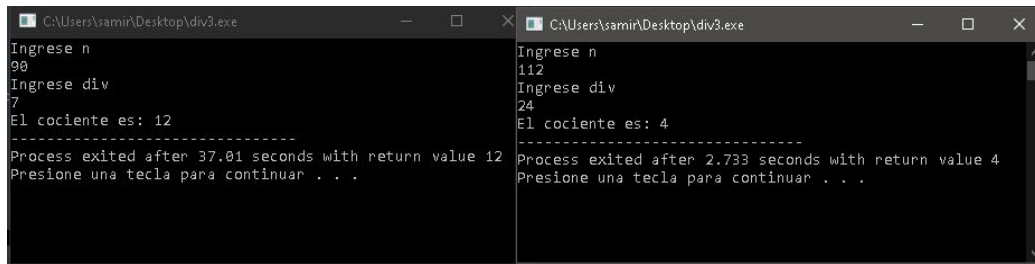 C:\Users\samir\Desktop\div3.exe
Ingrese n
90
Ingrese div
7
El cociente es: 12
--------------------------------
Process exited after 37.01 seconds with return value 12
Presione una tecla para continuar . . .
C:\Users\samir\Desktop\div3.exe
Ingrese n
112
Ingrese div
24
El cociente es: 4
--------------------------------
Process exited after 2.733 seconds with return value 4
Presione una tecla para continuar . . .